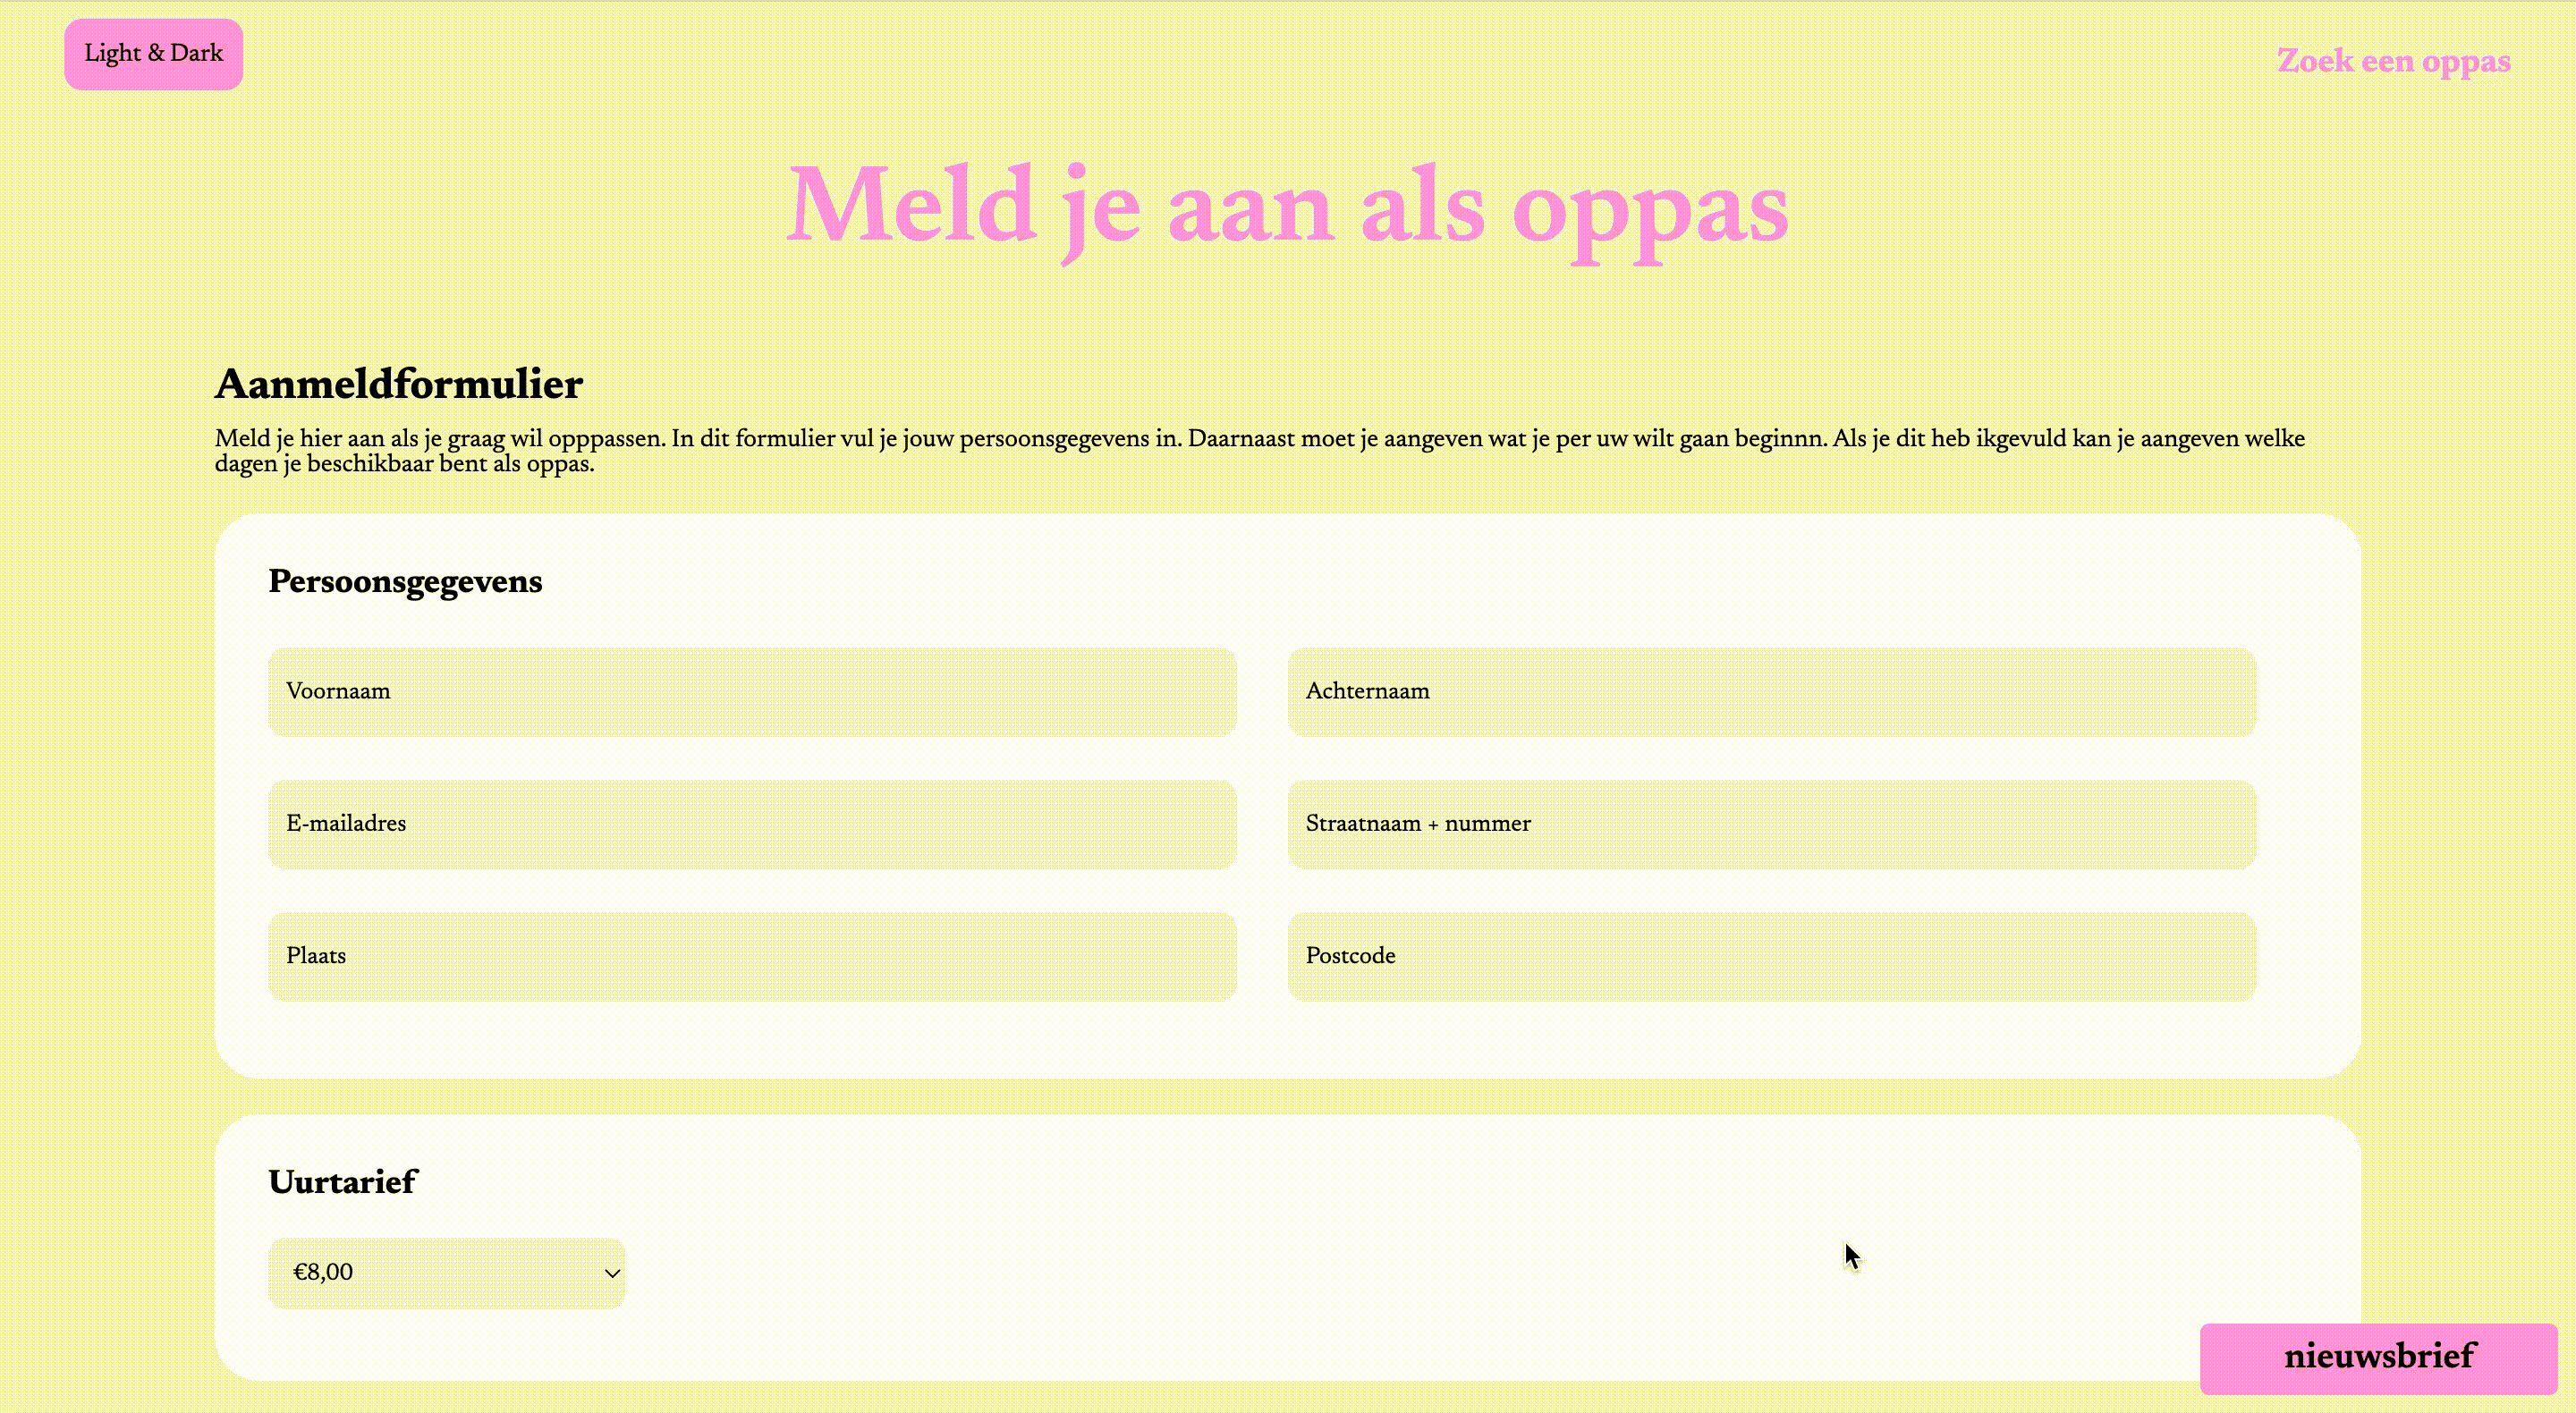 Light & Dark
Zoek een oppas
Meld je aan als oppas
Aanmeldformulier
Meld je hier aan als je graag wil opppassen. In dit formulier vul je jouw persoonsgegevens in. Daarnaast moet je aangeven wat je per uw wilt gaan beginnn. Als je dit heb ikgevuld kan je aangeven welke
dagen je beschikbaar bent als oppas.
Persoonsgegevens
Voornaam
Achternaam
E-mailadres
Straatnaam + nummer
Plaats
Postcode
Uurtarief
€8,00
nieuwsbrief